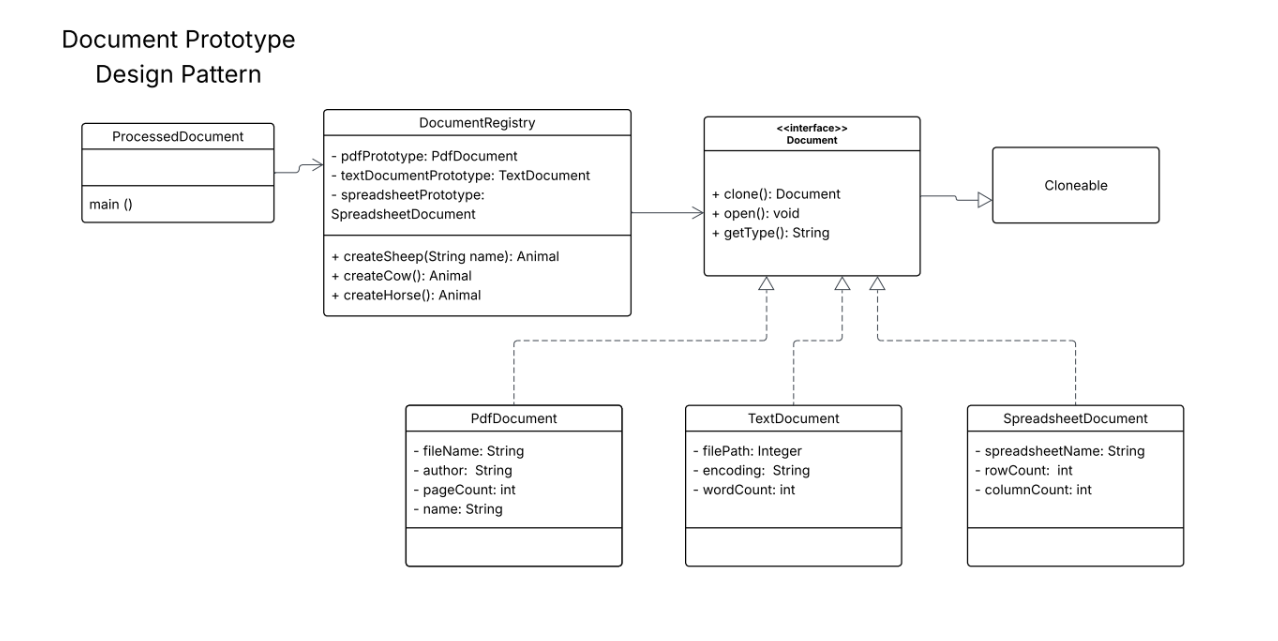 Document Prototype
Design Pattern
ProcessedDocument
main ()
DocumentRegistry
- pdfPrototype: PdfDocument
- textDocumentPrototype: TextDocument
- spreadsheetPrototype:
SpreadsheetDocument
+ createSheep(String name): Animal
+ createCow(): Animal
+ createHorse(): Animal
<<interface>>
Document
+ clone(): Document
+ open(): void
+ getType(): String
Cloneable
PdfDocument
- fileName: String
- author:  String
- pageCount: int
- name: String
TextDocument
- filePath: Integer
- encoding:  String
- wordCount: int
SpreadsheetDocument
- spreadsheetName: String
- rowCount:  int
- columnCount: int